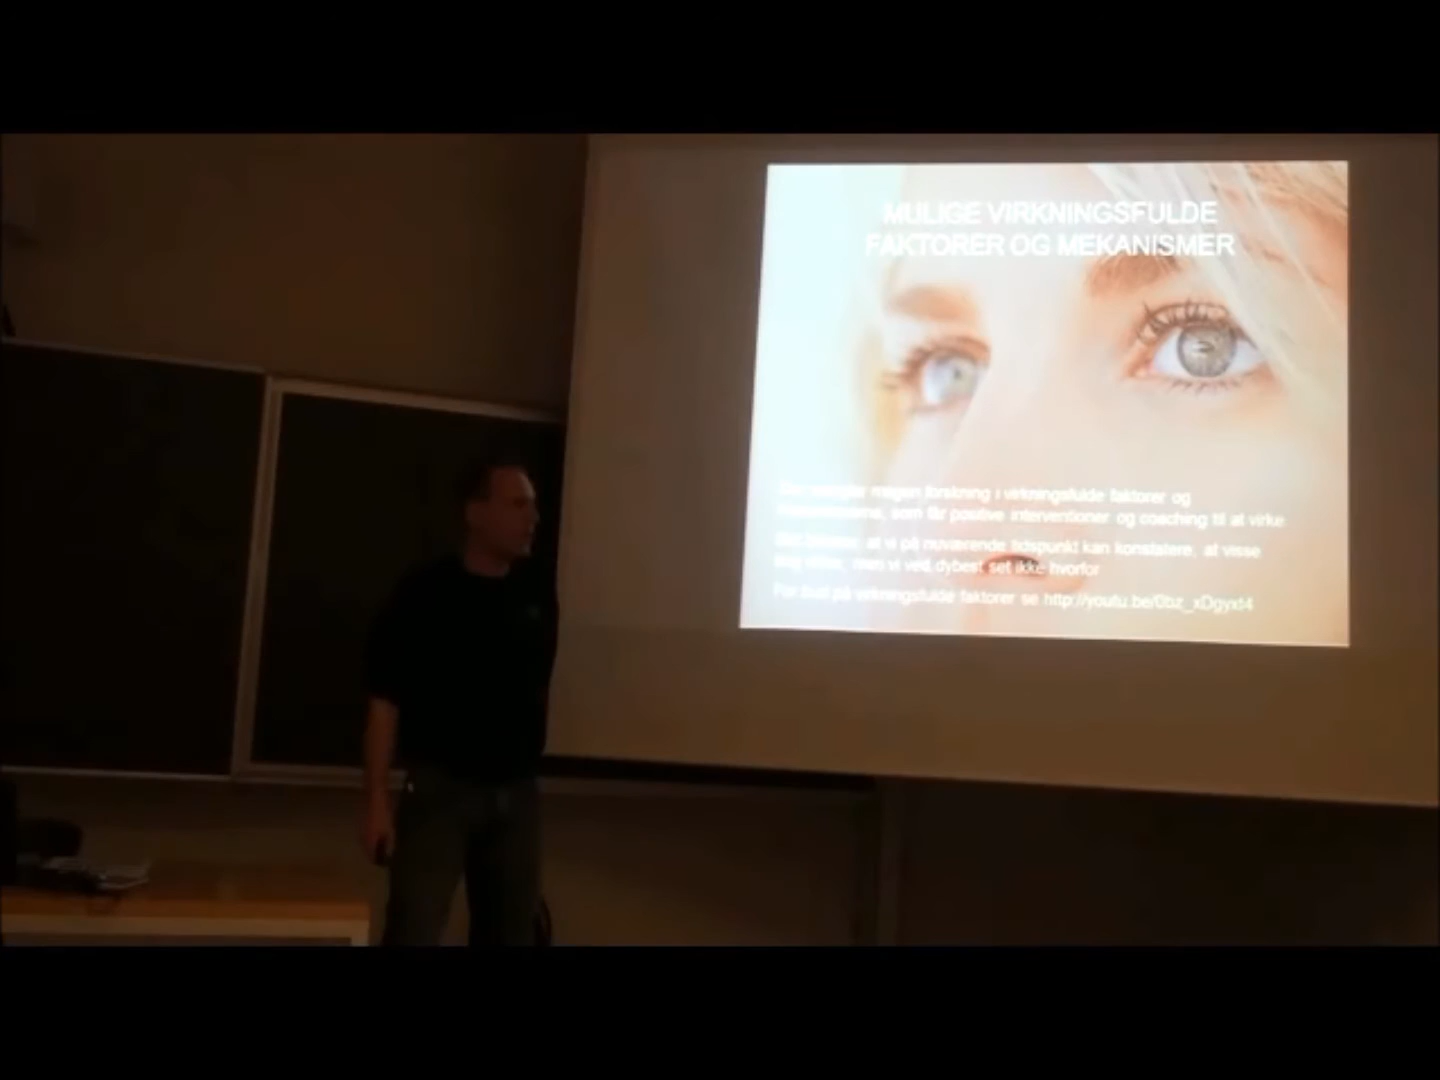 MULIGE VIRKNINGSFULDE
FAKTORER OG MEKANISMER
megen forskning i virkningsfulde faktorer og
som får positive interventioner og coaching til at virke
at vi på nuværende tidspunkt kan konstatere, at visse
men vi ved dybest set ikke hvorfor
på virkningsfulde faktorer se http://youtu.be/0bz_xDgyxt4